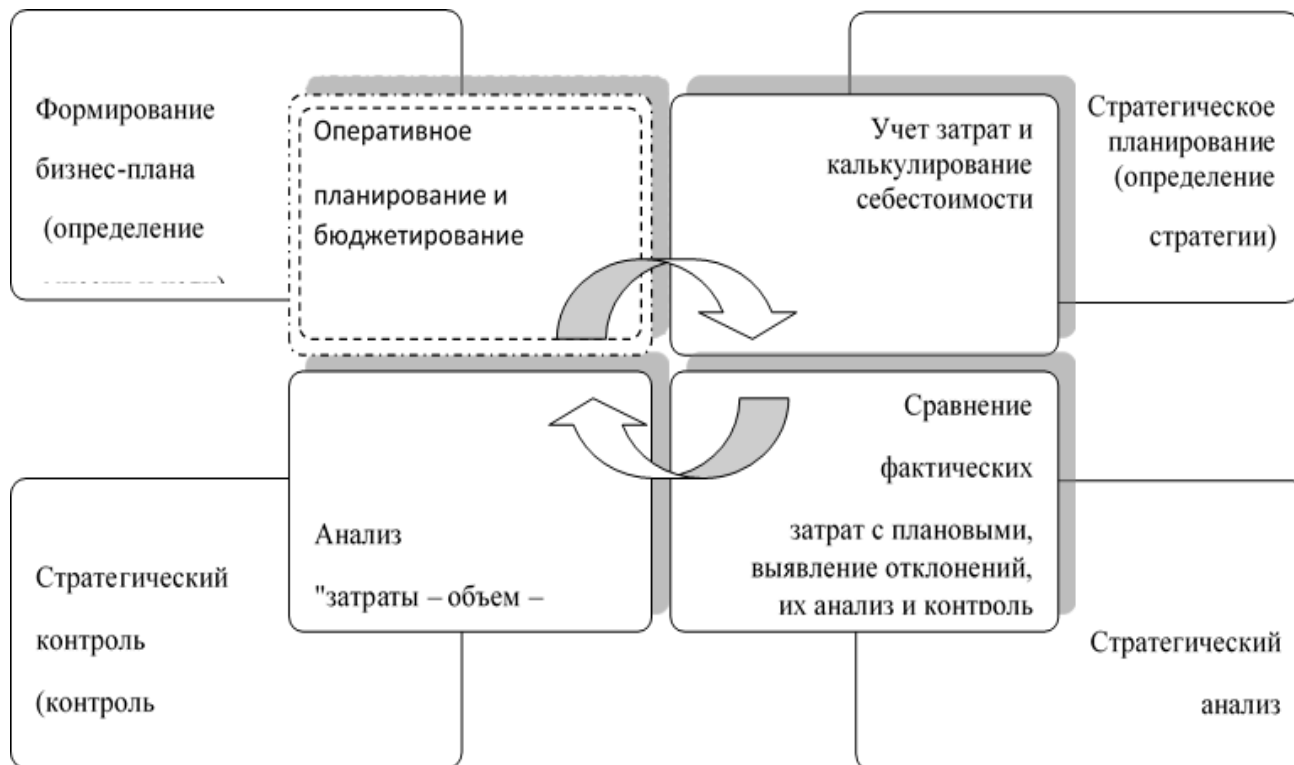 Формирование
бизнес-плана
(определение
Оперативное
планирование и
бюджетирование
Учет затрат и
калькулирование
себестоимости
Стратегическое
планирование
(определение
стратегии)
Анализ
"затраты – объем –
Сравнение
фактических
затрат с плановыми,
выявление отклонений,
их анализ и контроль
Стратегический
контроль
(контроль
Стратегический
анализ